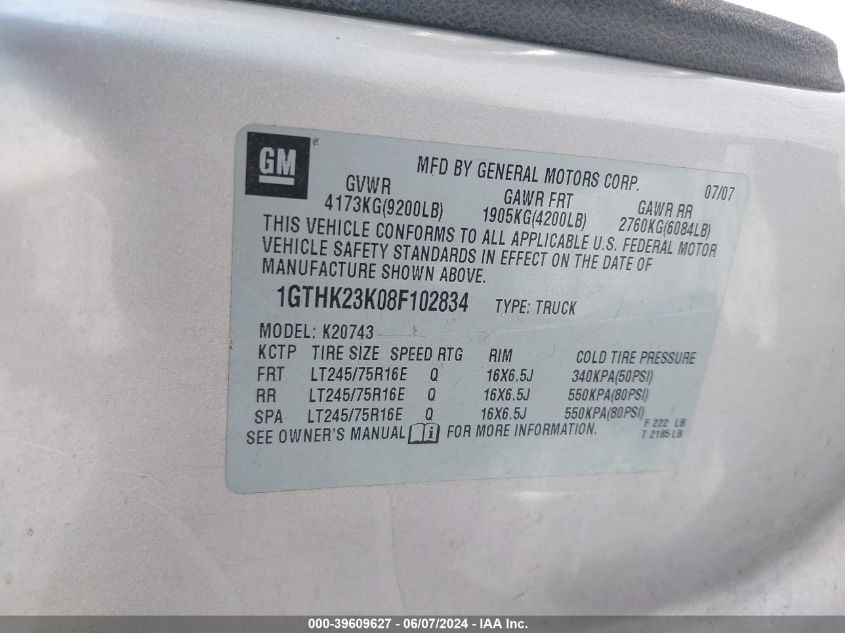 GM
MFD BY GENERAL MOTORS CORP. 07/07
GVWR GAWR FRT GAWR RR
4173KG(9200LB) 1905KG(4200LB) 2760KG(6084LB)
THIS VEHICLE CONFORMS TO ALL APPLICABLE U.S. FEDERAL MOTOR
VEHICLE SAFETY STANDARDS IN EFFECT ON THE DATE OF
MANUFACTURE SHOWN ABOVE.
1GTHK23K08F102834 TYPE: TRUCK
MODEL: K20743
KCTP TIRE SIZE SPEED RTG RIM COLD TIRE PRESSURE
FRT LT245/75R16E Q 16X6.5J 340KPA(50PSI)
RR LT245/75R16E Q 16X6.5J 550KPA(80PSI)
SPA LT245/75R16E Q 16X6.5J 550KPA(80PSI)
SEE OWNER'S MANUAL FOR MORE INFORMATION.
F 222 LB
T 2185 LB
000-39609627 - 06/07/2024 - IAA Inc.